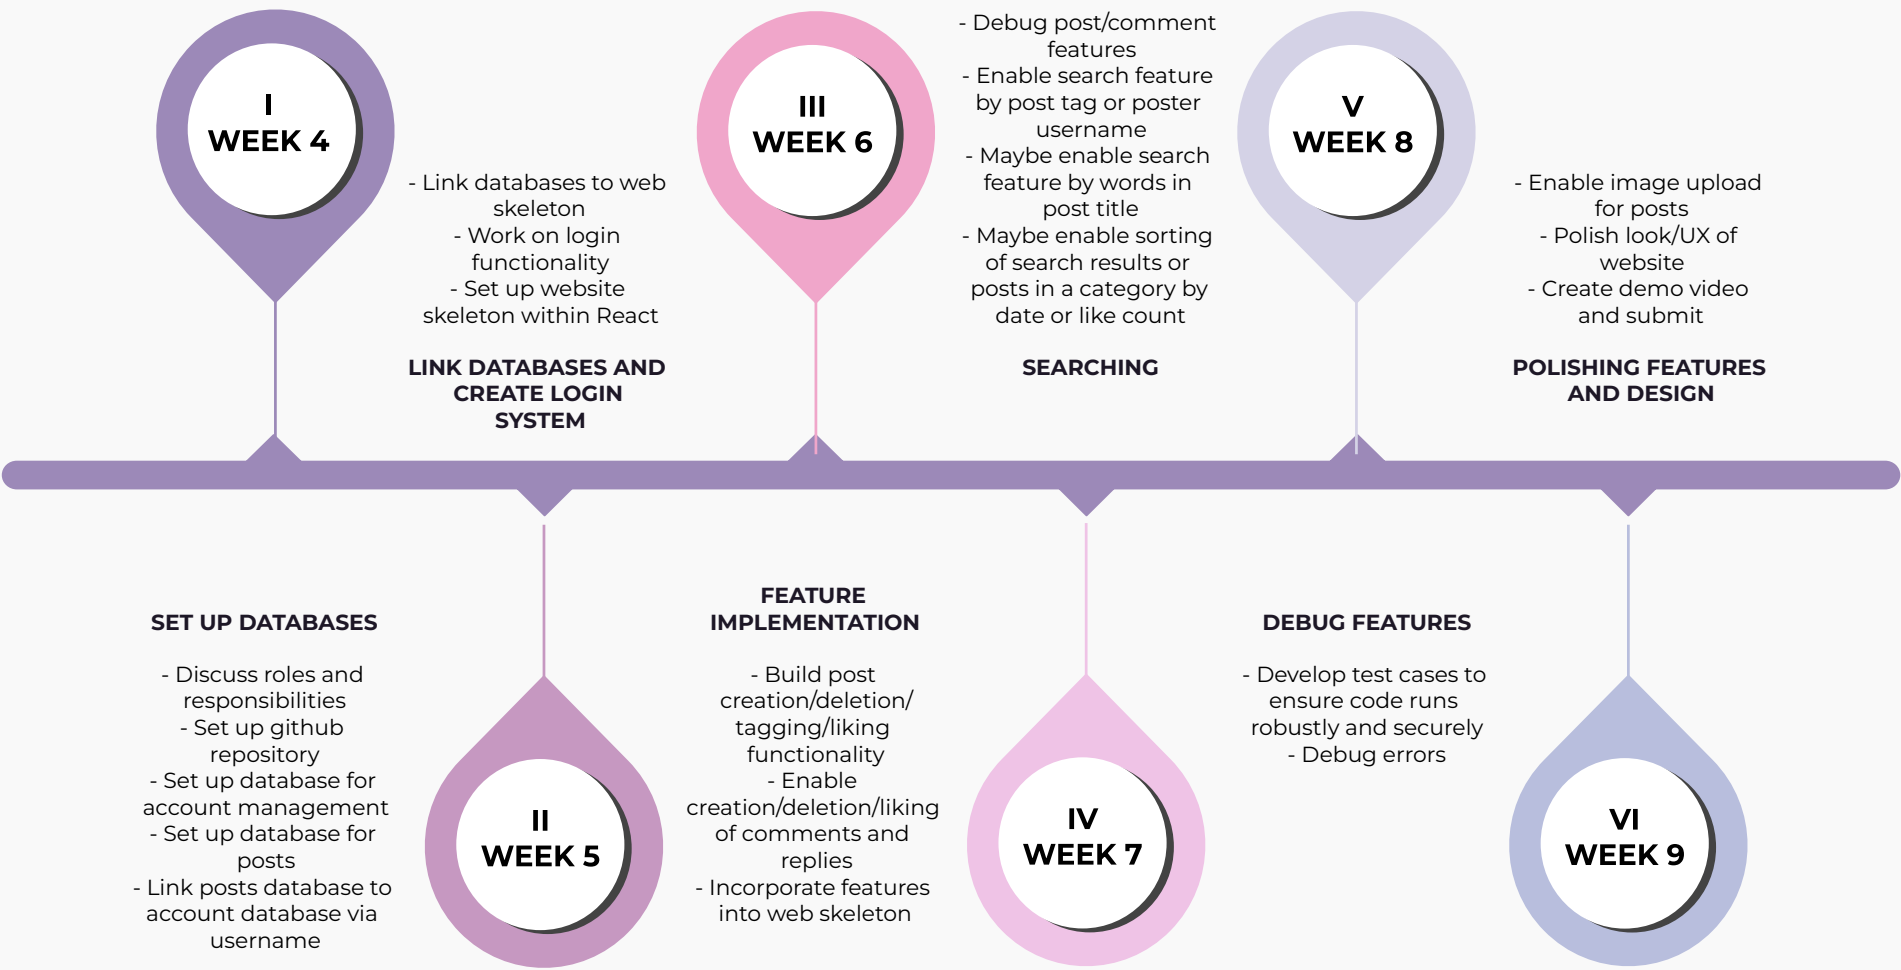 I
WEEK 4
SET UP DATABASES
- Discuss roles and
responsibilities
- Set up github
repository
- Set up database for
account management
- Set up database for
posts
- Link posts database to
account database via
username
- Link databases to web
skeleton
- Work on login
functionality
- Set up website
skeleton within React
LINK DATABASES AND
CREATE LOGIN
SYSTEM
II
WEEK 5
III
WEEK 6
FEATURE
IMPLEMENTATION
- Build post
creation/deletion/
tagging/liking
functionality
- Enable
creation/deletion/liking
of comments and
replies
- Incorporate features
into web skeleton
- Debug post/comment
features
- Enable search feature
by post tag or poster
username
- Maybe enable search
feature by words in
post title
- Maybe enable sorting
of search results or
posts in a category by
date or like count
SEARCHING
IV
WEEK 7
V
WEEK 8
DEBUG FEATURES
- Develop test cases to
ensure code runs
robustly and securely
- Debug errors
- Enable image upload
for posts
- Polish look/UX of
website
- Create demo video
and submit
POLISHING FEATURES
AND DESIGN
VI
WEEK 9